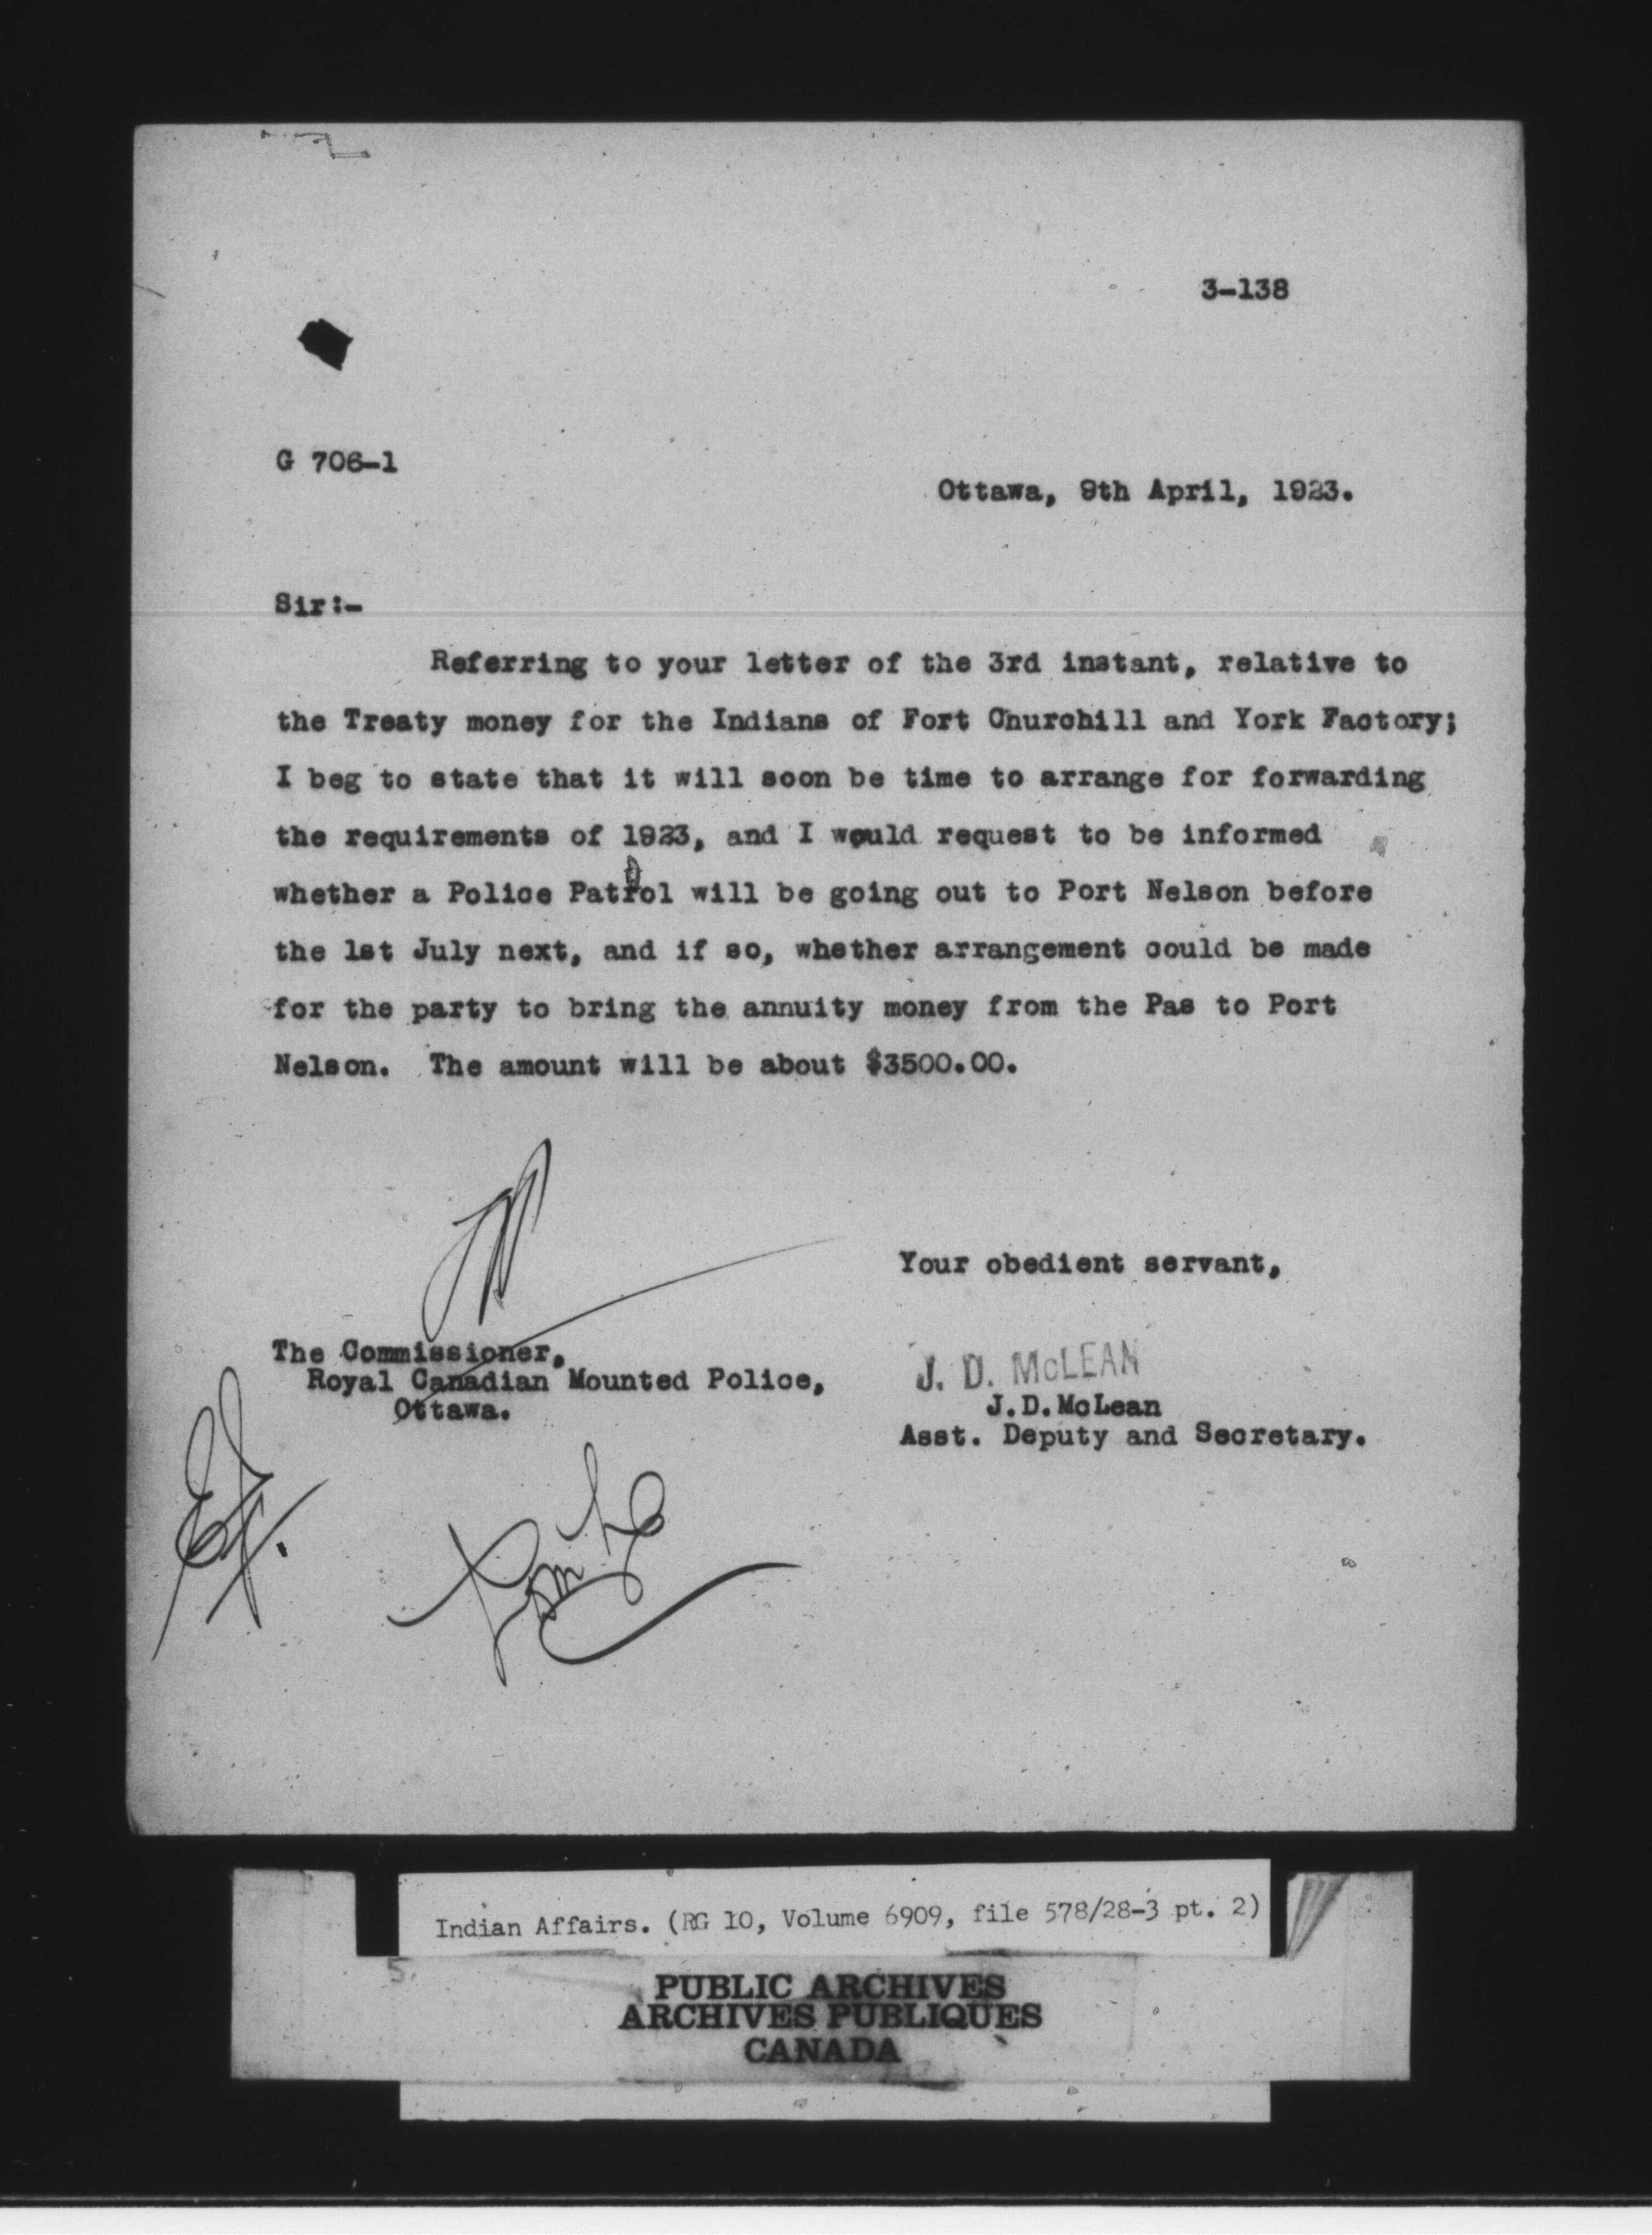 3-138
G 706-1
Ottawa, 9th April, 1923.
Sir:-
Referring to your letter of the 3rd instant, relative to
the Treaty money for the Indians of Fort Churchill and York Factory;
I beg to state that it will soon be time to arrange for forwarding
the requirements of 1923, and I would request to be informed
whether a Police Patrol will be going out to Port Nelson before
the 1st July next, and if so, whether arrangement could be made
for the party to bring the annuity money from the Pas to Port
Nelson. The amount will be about $3500.00.
Your obedient servant,
The Commissioner,
Royal Canadian Mounted Police,
Ottawa.
J. D. McLEAN
J.D.McLean
Asst. Deputy and Secretary.
Indian Affairs. (RG 10, Volume 6909, file 578/28-3 pt. 2)
5.
PUBLIC ARCHIVES
ARCHIVES PUBLIQUES
CANADA